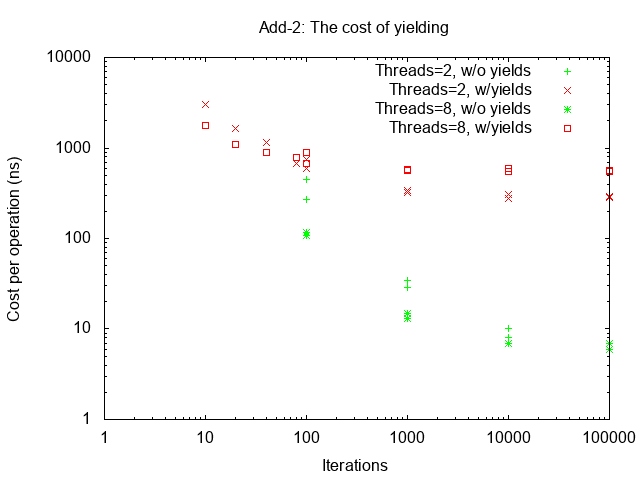 Add-2: The cost of yielding
10000
1000
100
10
1
Cost per operation (ns)
Threads=2, w/o yields
Threads=2, w/yields
Threads=8, w/o yields
Threads=8, w/yields
1 10 100 1000 10000 100000
Iterations